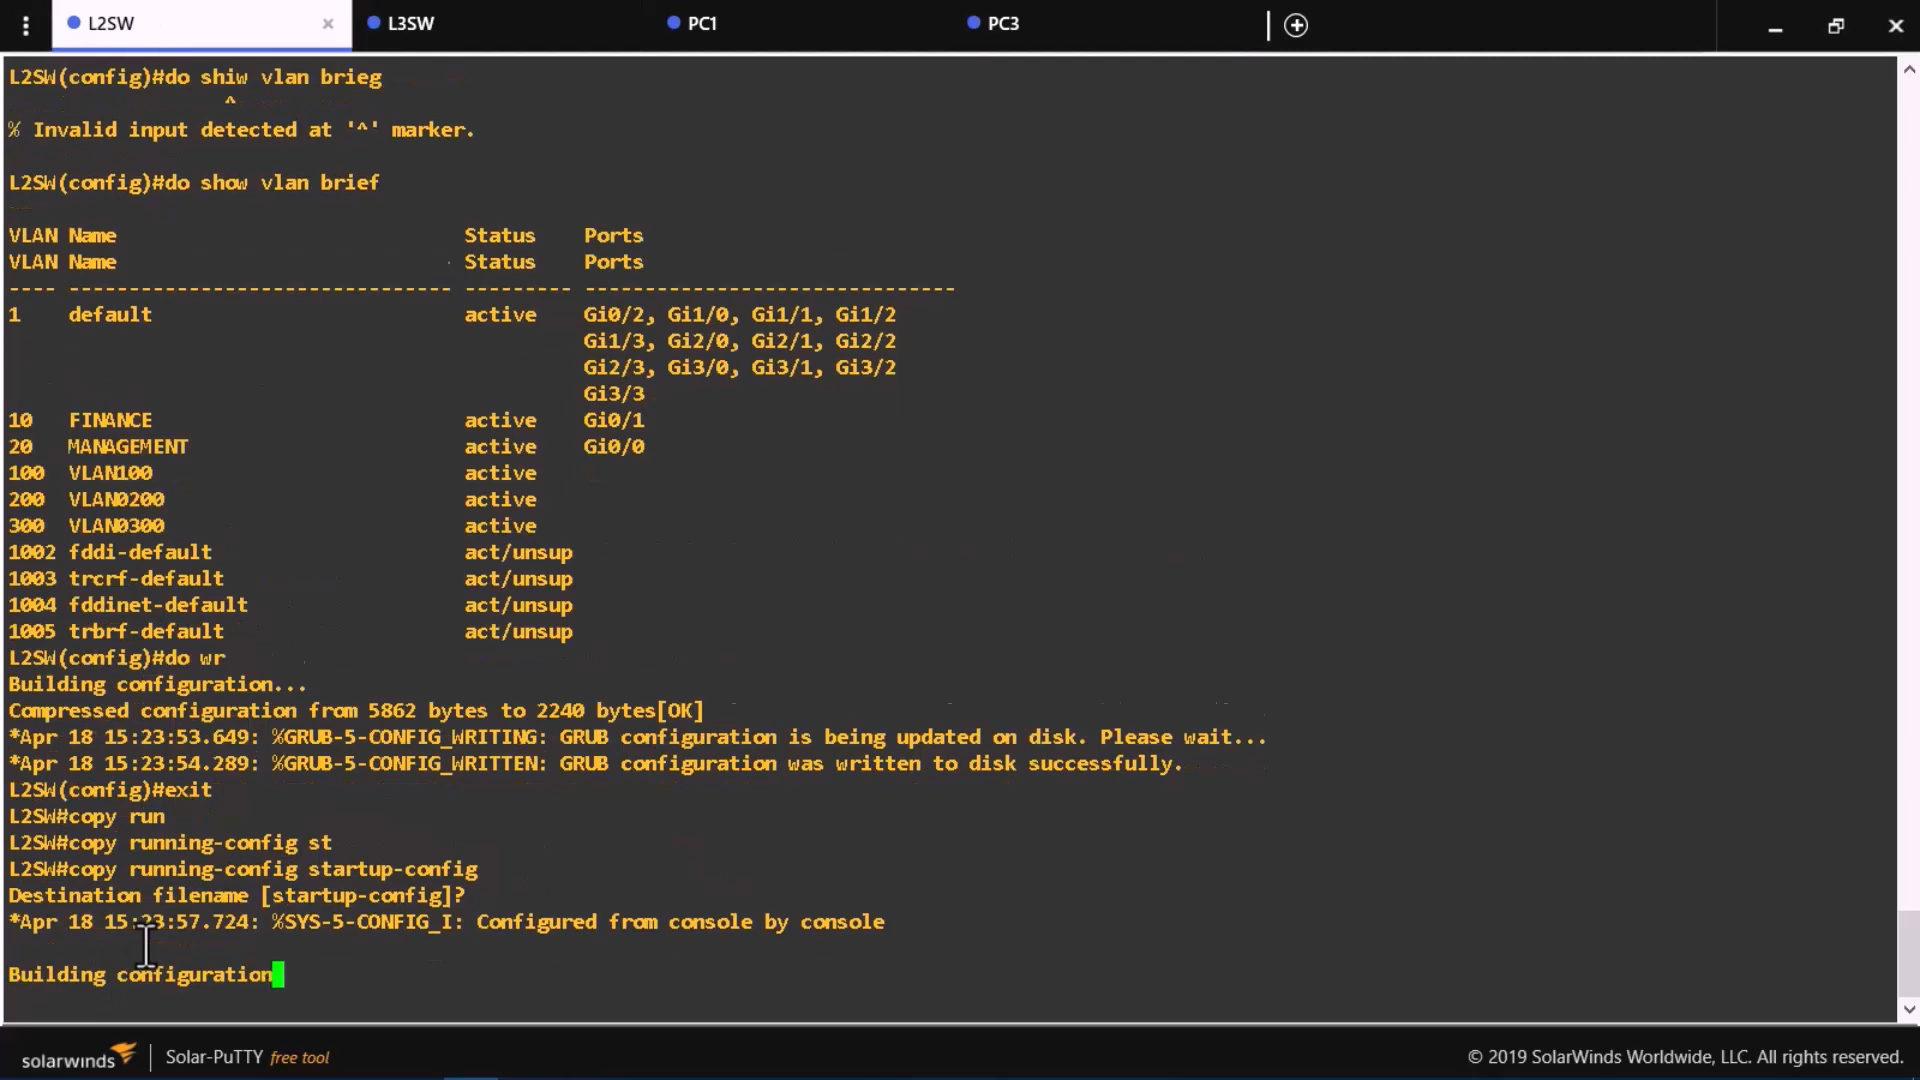 L2SW L3SW PC1 PC3
L2SW(config)#do shiw vlan brieg
^
% Invalid input detected at '^' marker.
L2SW(config)#do show vlan brief
VLAN Name Status Ports
VLAN Name Status Ports
---- -------------------------------- --------- -------------------------------
1 default active Gi0/2, Gi1/0, Gi1/1, Gi1/2
Gi1/3, Gi2/0, Gi2/1, Gi2/2
Gi2/3, Gi3/0, Gi3/1, Gi3/2
Gi3/3
10 FINANCE active Gi0/1
20 MANAGEMENT active Gi0/0
100 VLAN100 active
200 VLAN0200 active
300 VLAN0300 active
1002 fddi-default act/unsup
1003 trcrf-default act/unsup
1004 fddinet-default act/unsup
1005 trbrf-default act/unsup
L2SW(config)#do wr
Building configuration...
Compressed configuration from 5862 bytes to 2240 bytes[OK]
*Apr 18 15:23:53.649: %GRUB-5-CONFIG_WRITING: GRUB configuration is being updated on disk. Please wait...
*Apr 18 15:23:54.289: %GRUB-5-CONFIG_WRITTEN: GRUB configuration was written to disk successfully.
L2SW(config)#exit
L2SW#copy run
L2SW#copy running-config st
L2SW#copy running-config startup-config
Destination filename [startup-config]?
*Apr 18 15:23:57.724: %SYS-5-CONFIG_I: Configured from console by console
Building configuration
solarwinds Solar-PuTTY free tool © 2019 SolarWinds Worldwide, LLC. All rights reserved.